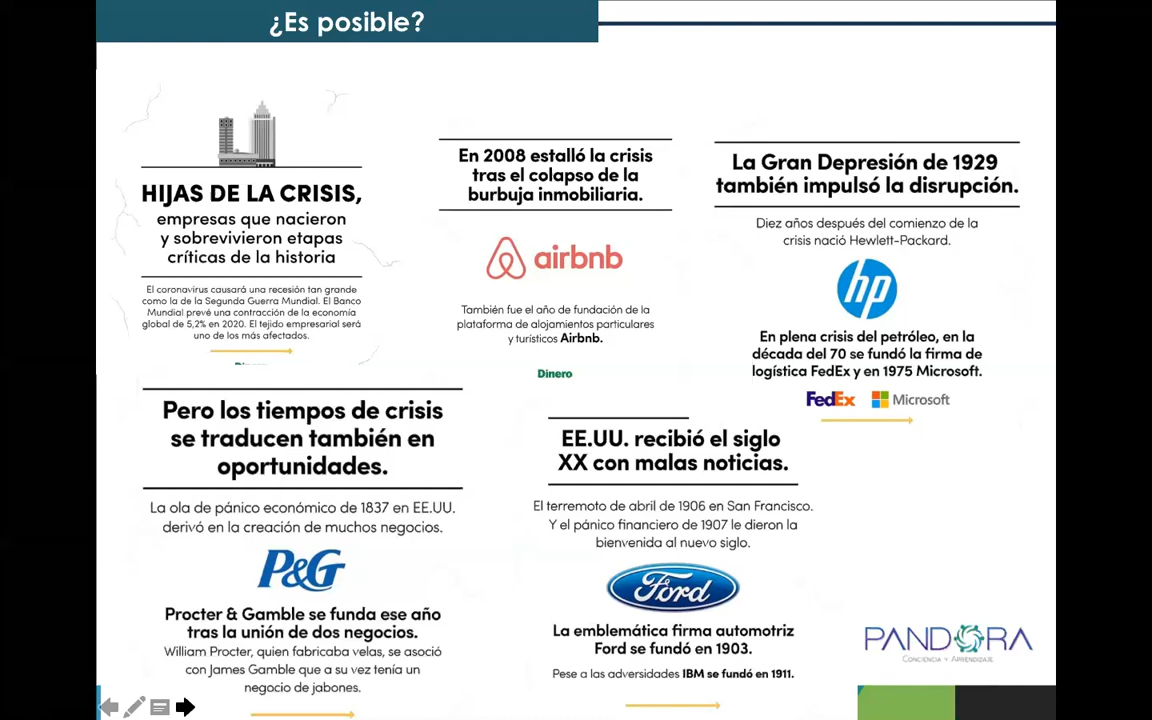 ¿Es posible?
HIJAS DE LA CRISIS,
empresas que nacieron
y sobrevivieron etapas
críticas de la historia
El coronavirus causará una recesión tan grande
como la de la Segunda Guerra Mundial. El Banco
Mundial prevé una contracción de la economía
global de 5,2% en 2020. El tejido empresarial será
uno de los más afectados.
Dinero
En 2008 estalló la crisis
tras el colapso de la
burbuja inmobiliaria.
airbnb
También fue el año de fundación de la
plataforma de alojamientos particulares
y turísticos Airbnb.
Dinero
La Gran Depresión de 1929
también impulsó la disrupción.
Diez años después del comienzo de la
crisis nació Hewlett-Packard.
hp
En plena crisis del petróleo, en la
década del 70 se fundó la firma de
logística FedEx y en 1975 Microsoft.
FedEx Microsoft
Pero los tiempos de crisis
se traducen también en
oportunidades.
La ola de pánico económico de 1837 en EE.UU.
derivó en la creación de muchos negocios.
P&G
Procter & Gamble se funda ese año
tras la unión de dos negocios.
William Procter, quien fabricaba velas, se asoció
con James Gamble que a su vez tenía un
negocio de jabones.
EE.UU. recibió el siglo
XX con malas noticias.
El terremoto de abril de 1906 en San Francisco.
Y el pánico financiero de 1907 le dieron la
bienvenida al nuevo siglo.
Ford
La emblemática firma automotriz
Ford se fundó en 1903.
Pese a las adversidades IBM se fundó en 1911.
PANDORA
CONCIENCIA Y APRENDIZAJE